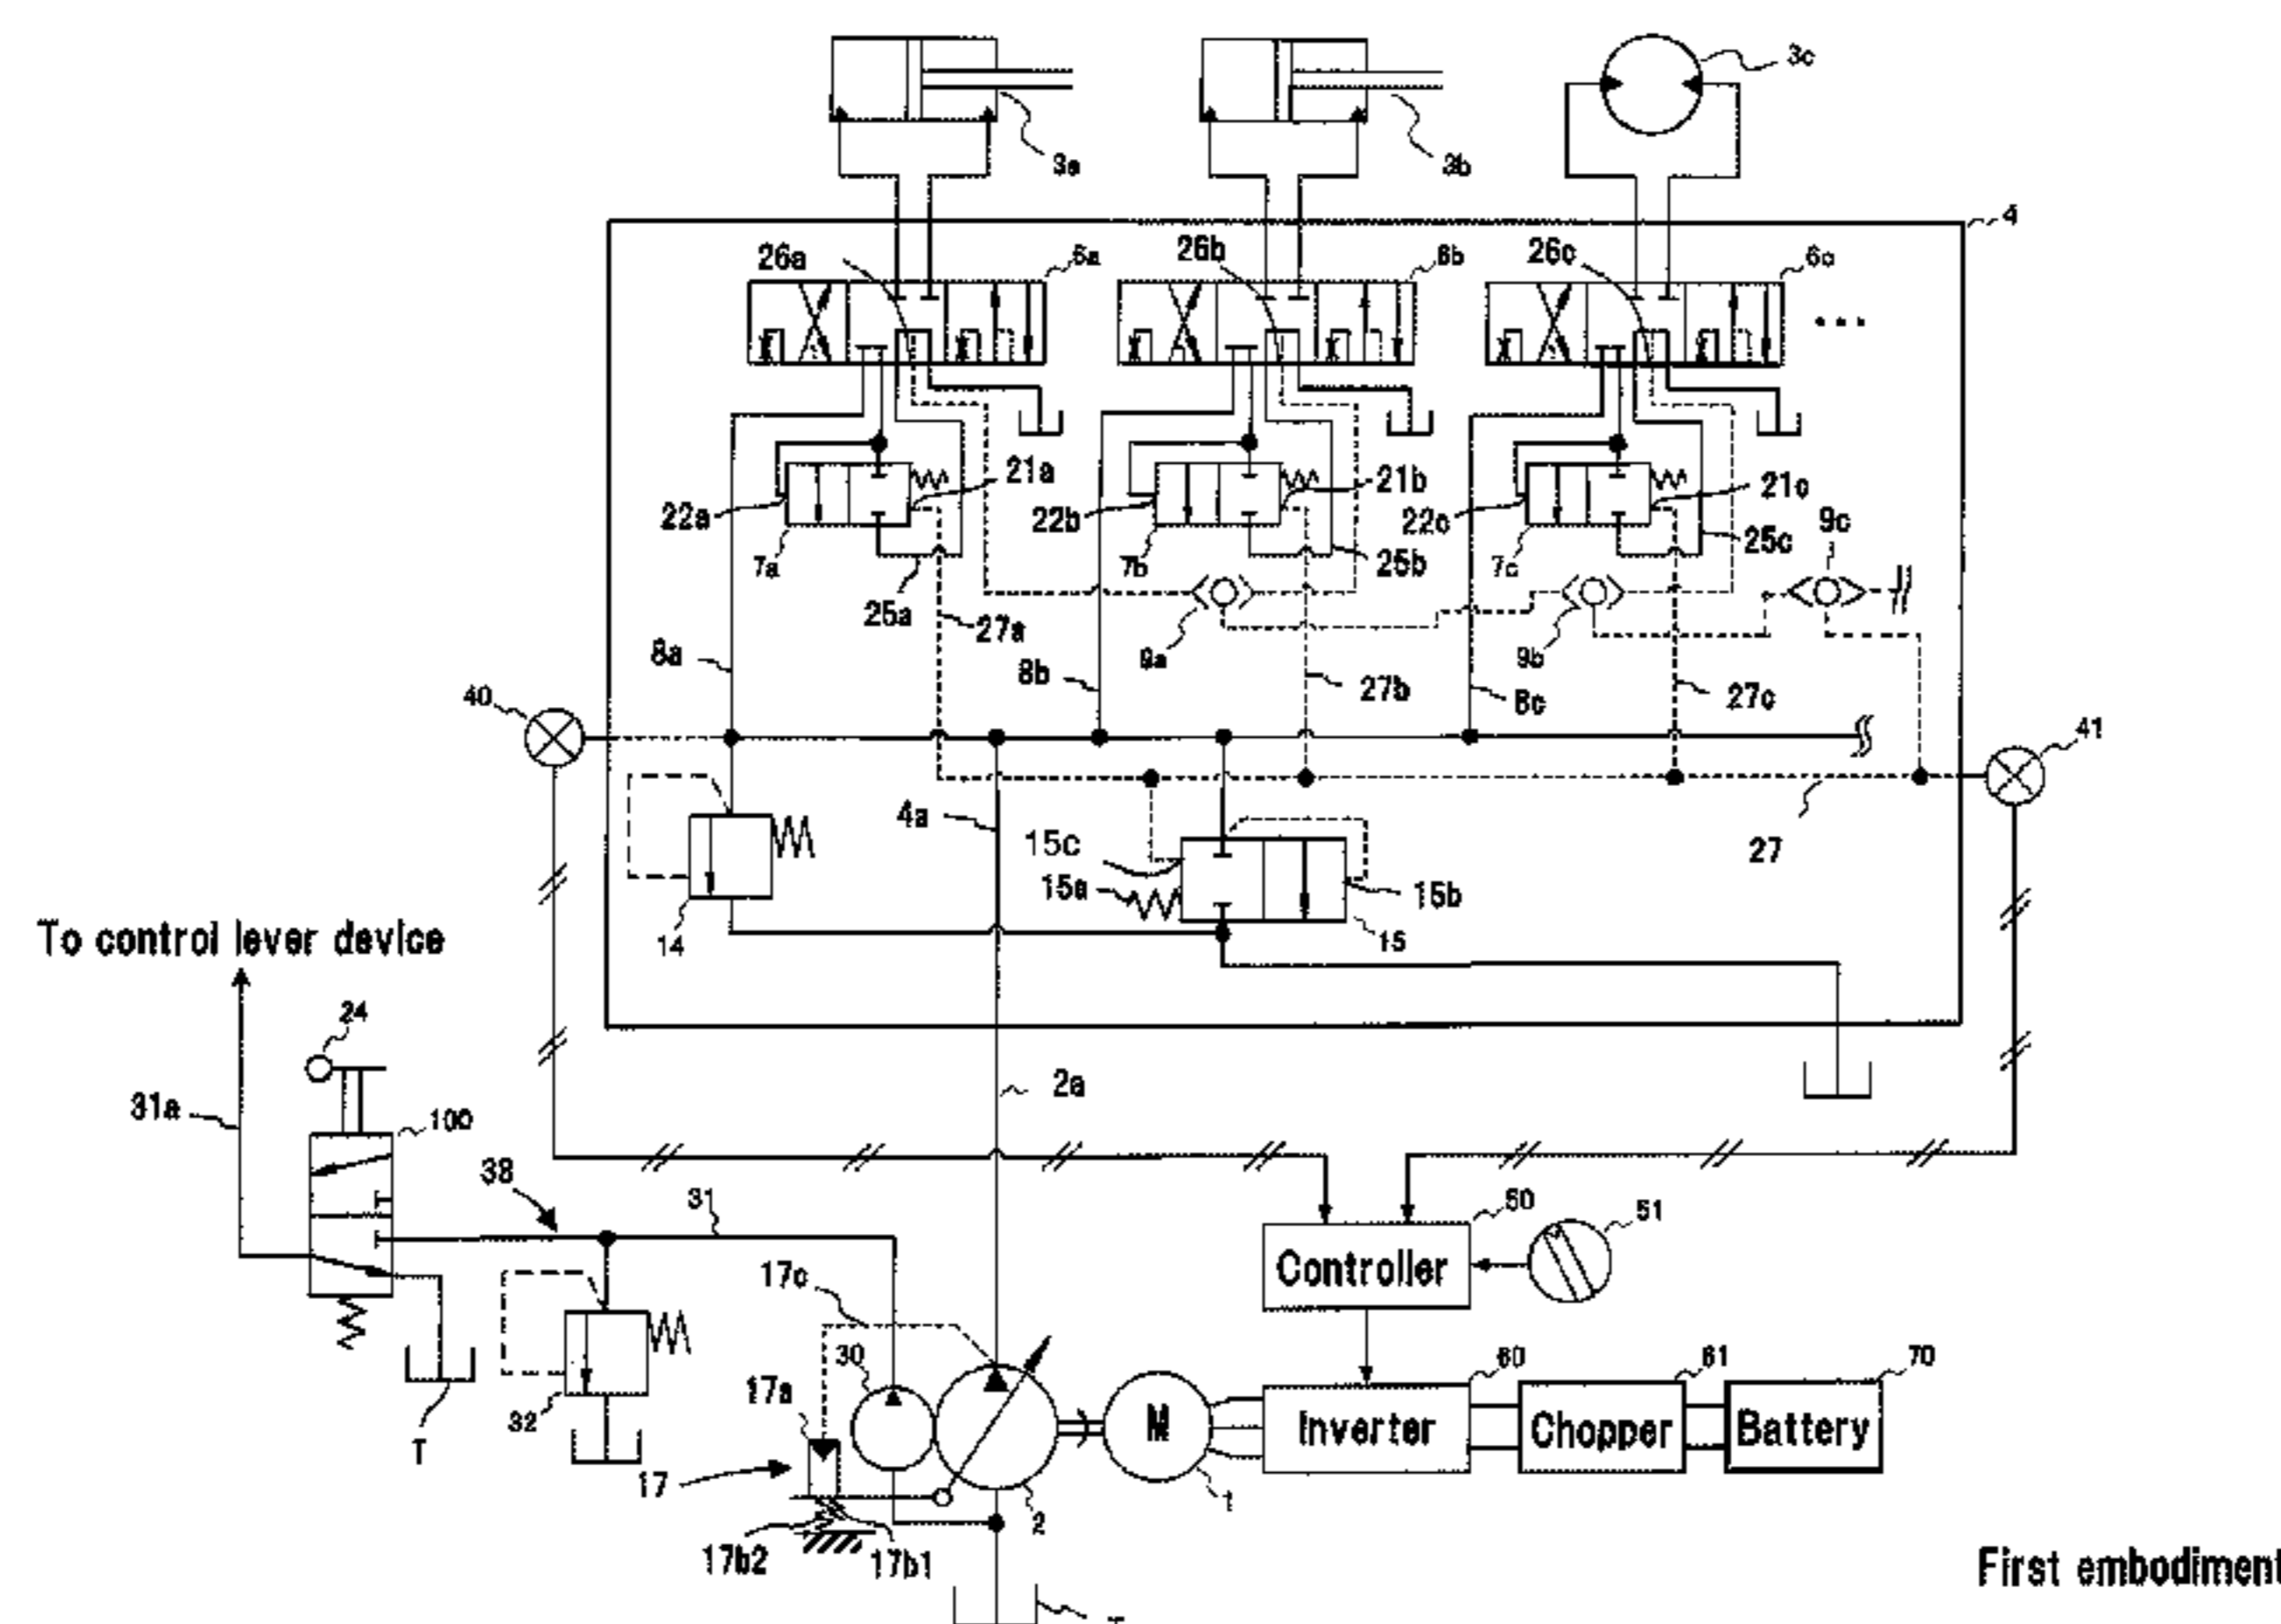 3a
3b
3c
4
26a
6a
26b
6b
26c
6c
...
22a
21a
22b
21b
22c
21c
9c
7a
25a
7b
25b
7c
25c
27a
9a
9b
8a
8b
27b
8c
27c
40
41
4a
15c
15a
15b
14
15
27
To control lever device
24
31a
100
2a
38
31
50
51
Controller
17c
30
17a
60
61
70
M
Inverter
Chopper
Battery
32
T
17
1
2
17b2
17b1
First embodiment